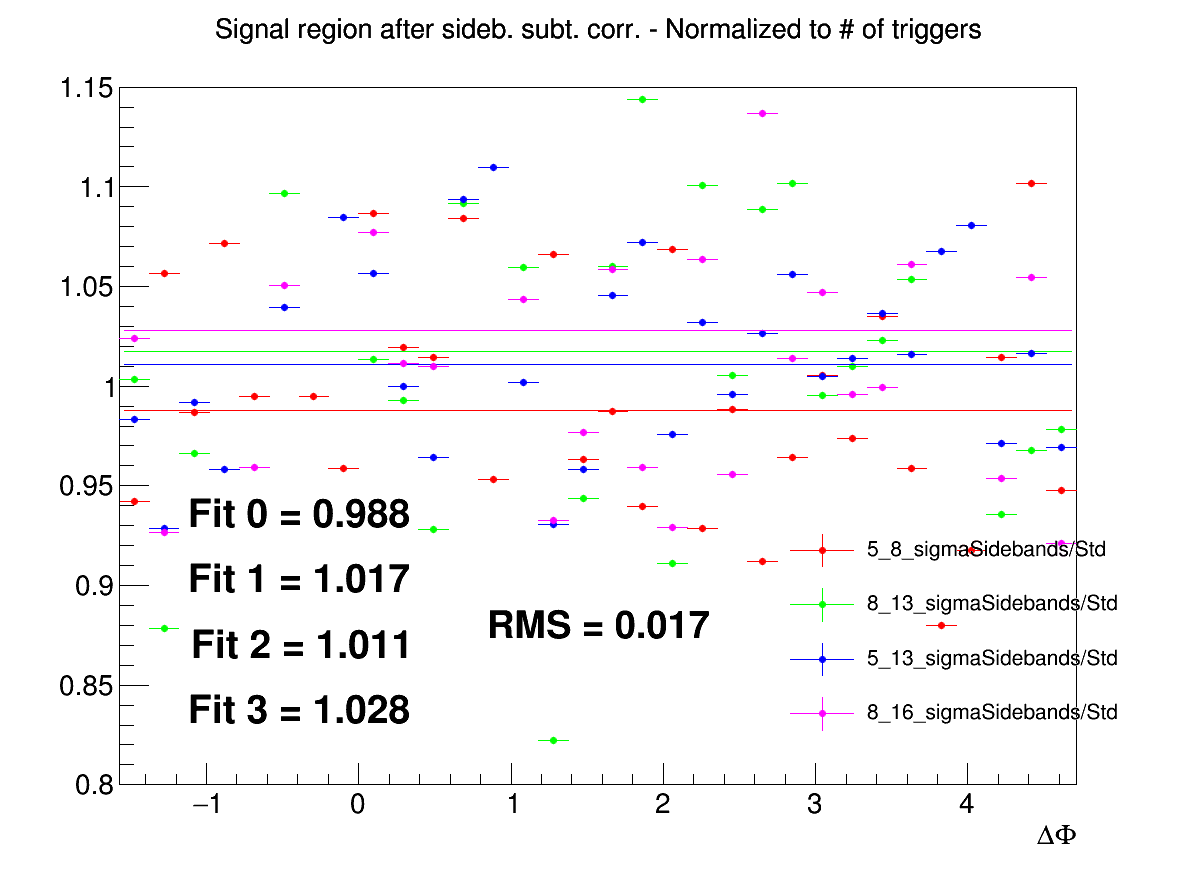 Signal region after sideb. subt. corr. - Normalized to # of triggers
1.15
1.1
1.05
1
0.95
0.9
0.85
0.8
Fit 0 = 0.988
Fit 1 = 1.017
Fit 2 = 1.011
Fit 3 = 1.028
RMS = 0.017
5_8_sigmaSidebands/Std
8_13_sigmaSidebands/Std
5_13_sigmaSidebands/Std
8_16_sigmaSidebands/Std
−1 0 1 2 3 4
ΔΦ